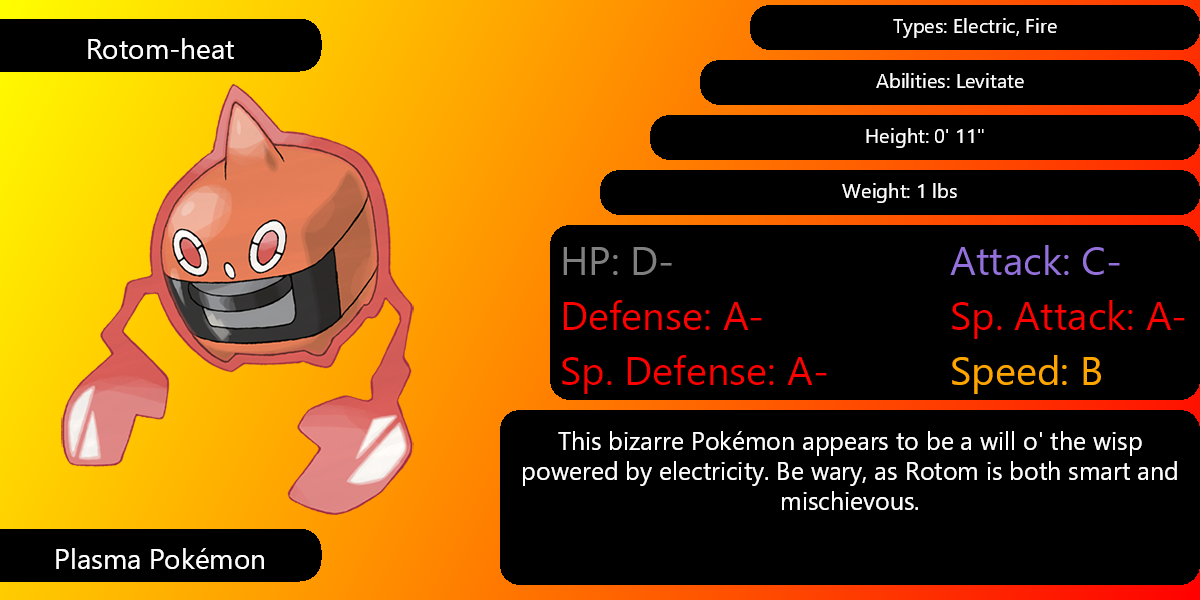 Rotom-heat
Types: Electric, Fire
Abilities: Levitate
Height: 0' 11"
Weight: 1 lbs
HP: D-
Attack: C-
Defense: A-
Sp. Attack: A-
Sp. Defense: A-
Speed: B
This bizarre Pokémon appears to be a will o' the wisp
powered by electricity. Be wary, as Rotom is both smart and
mischievous.
Plasma Pokémon